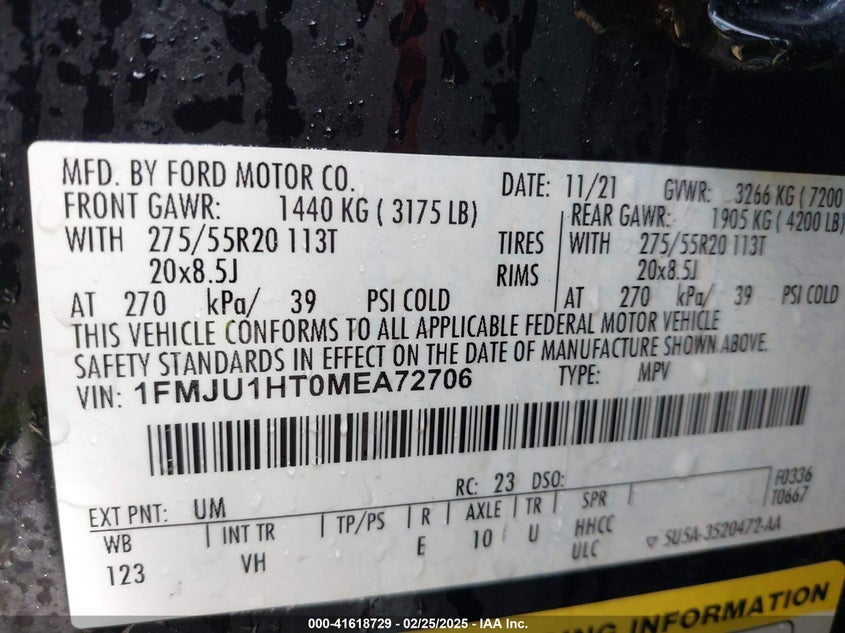 MFD. BY FORD MOTOR CO. DATE: 11/21 GVWR: 3266 KG ( 7200
FRONT GAWR: 1440 KG ( 3175 LB) REAR GAWR: 1905 KG ( 4200 LB)
WITH 275/55R20 113T TIRES WITH 275/55R20 113T
20x8.5J RIMS 20x8.5J
AT 270 kPa/ 39 PSI COLD AT 270 kPa/ 39 PSI COLD
THIS VEHICLE CONFORMS TO ALL APPLICABLE FEDERAL MOTOR VEHICLE
SAFETY STANDARDS IN EFFECT ON THE DATE OF MANUFACTURE SHOWN ABOVE.
VIN: 1FMJU1HT0MEA72706 TYPE: MPV
F0336
T0667
EXT PNT: UM RC: 23 DSO:
WB INT TR TP/PS R AXLE TR SPR
123 VH E 10 U HHCC
ULC 5U5A-3520472-AA
ING INFORMATION
000-41618729 - 02/25/2025 - IAA Inc.